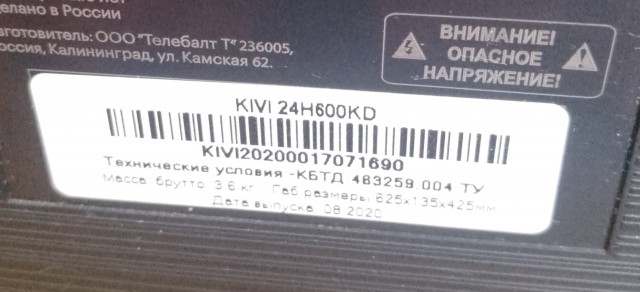 делано в России
зготовитель: ООО "Телебалт Т" 236005,
оссия, Калининград, ул. Камская 62.
ВНИМАНИЕ!
ОПАСНОЕ
НАПРЯЖЕНИЕ!
KIVI 24H600KD
KIVI20200017071690
Технические условия -КБТД 483259.004 ТУ
Масса брутто 3.6 кг Габ размеры 625x135x425мм
Дата выпуска 08.2020